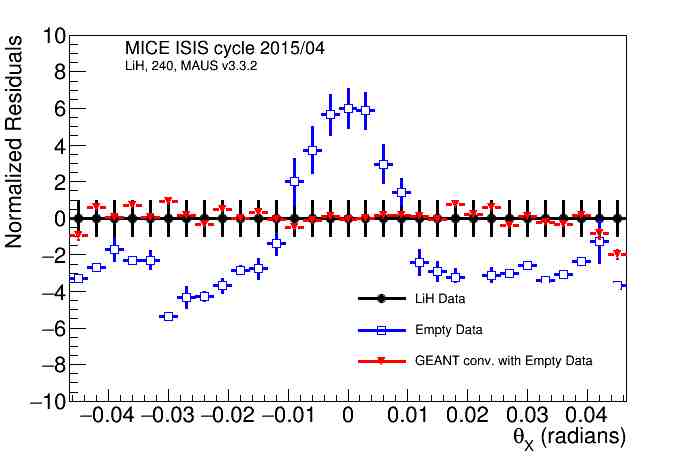 MICE ISIS cycle 2015/04
LiH, 240, MAUS v3.3.2
Normalized Residuals
10
8
6
4
2
0
−2
−4
−6
−8
−10
LiH Data
Empty Data
GEANT conv. with Empty Data
−0.04 −0.03 −0.02 −0.01 0 0.01 0.02 0.03 0.04
θX (radians)